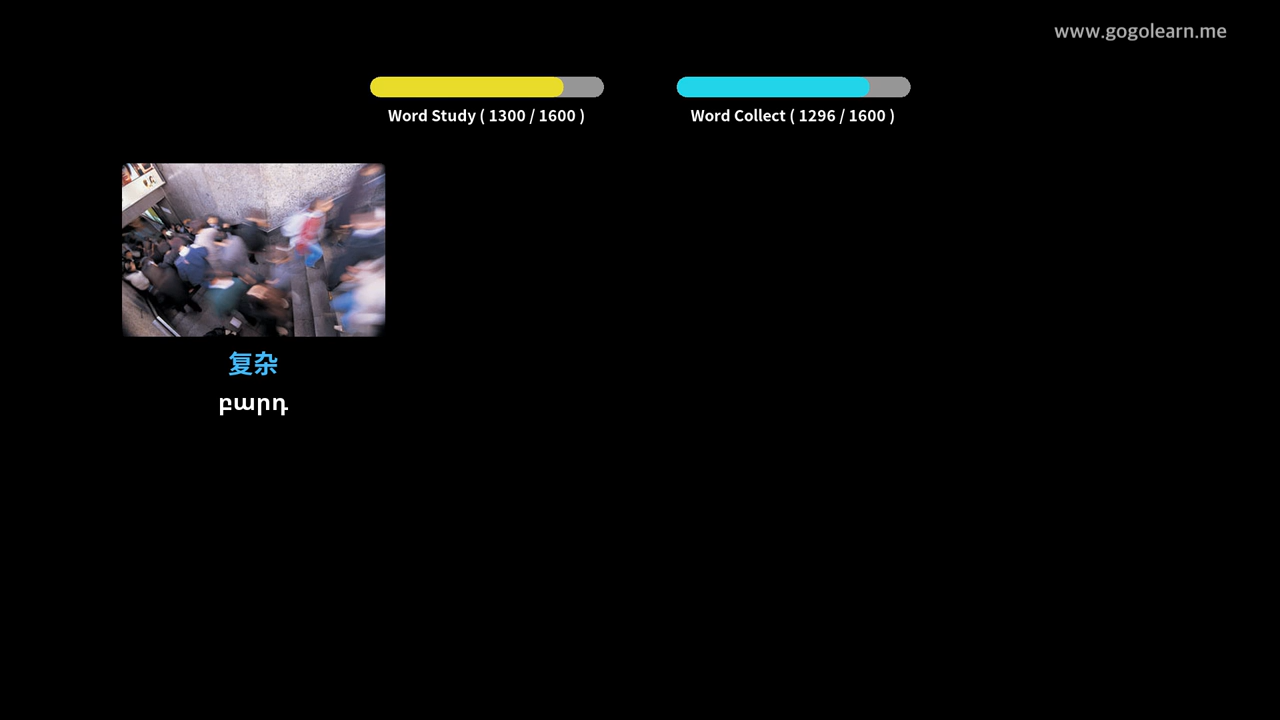 www.gogolearn.me
Word Study ( 1300 / 1600 )
Word Collect ( 1296 / 1600 )
复杂
բարդ